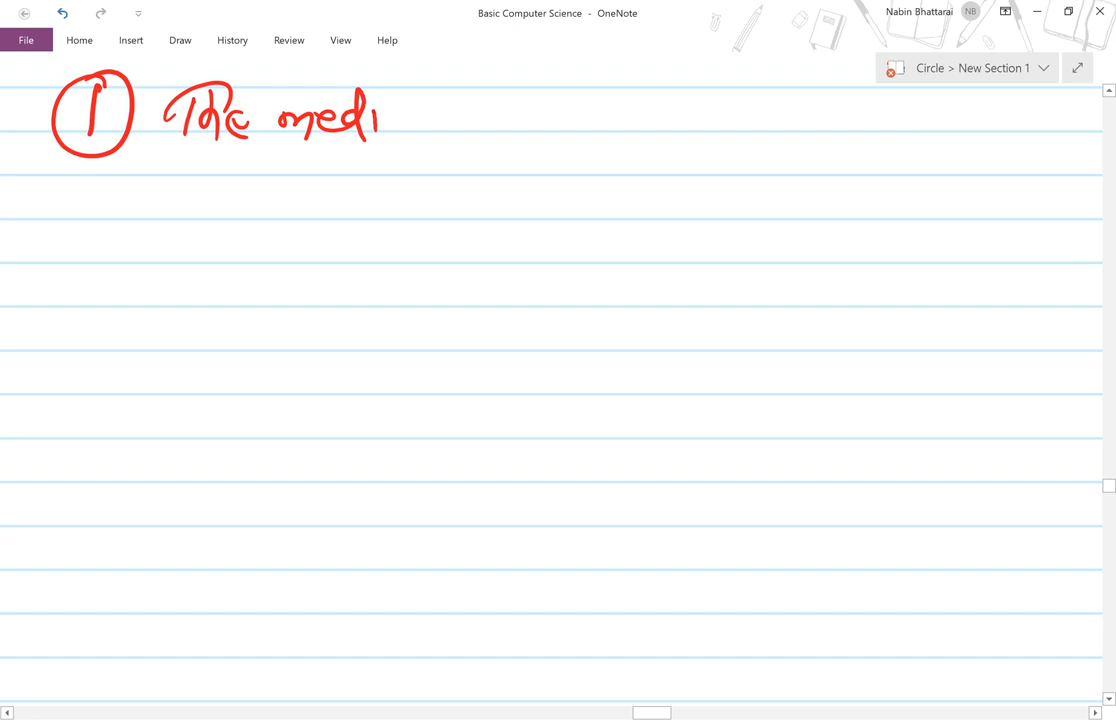 Basic Computer Science - OneNote
Nabin Bhattarai NB
File Home Insert Draw History Review View Help
Circle > New Section 1
1 The medi